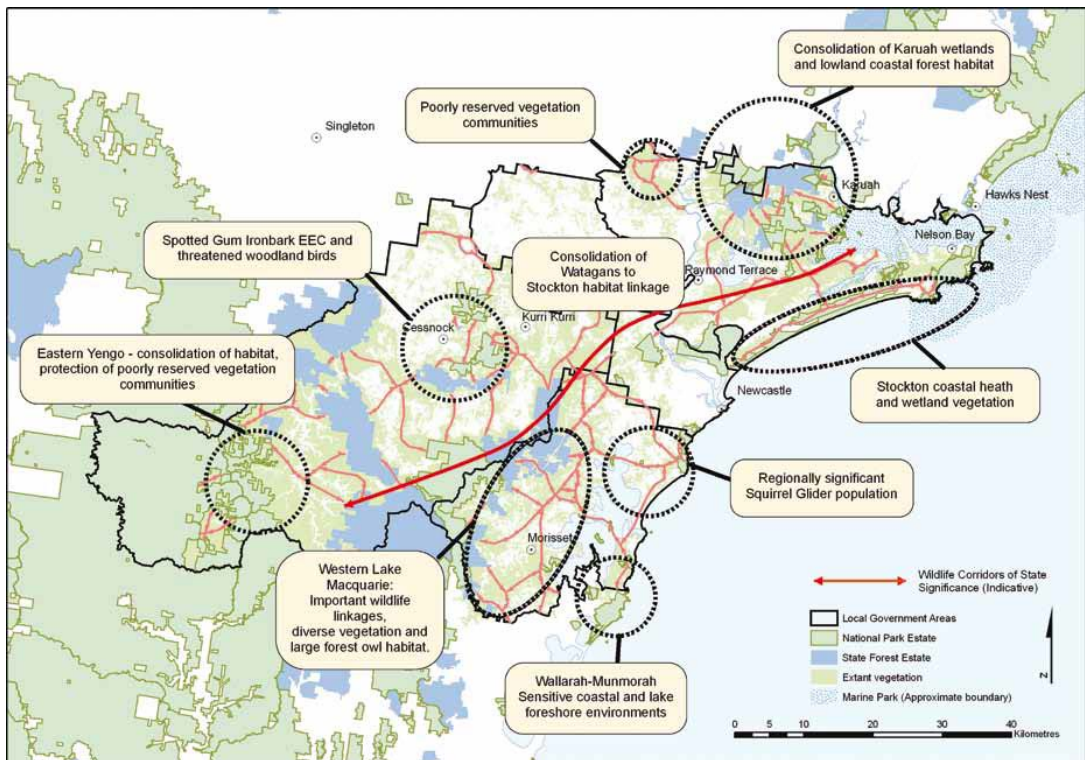 Consolidation of Karuah wetlands
and lowland coastal forest habitat
Poorly reserved vegetation
communities
Singleton
Karuah
Hawks Nest
Nelson Bay
Spotted Gum Ironbark EEC and
threatened woodland birds
Consolidation of
Watagans to
Stockton habitat linkage
Raymond Terrace
Kurri Kurri
Cessnock
Eastern Yengo - consolidation of habitat,
protection of poorly reserved vegetation
communities
Newcastle
Stockton coastal heath
and wetland vegetation
Regionally significant
Squirrel Glider population
Morisset
Western Lake
Macquarie:
Important wildlife
linkages,
diverse vegetation and
large forest owl habitat.
Wallarah-Munmorah
Sensitive coastal and lake
foreshore environments
Wildlife Corridors of State
Significance (Indicative)
Local Government Areas
National Park Estate
State Forest Estate
Extant vegetation
Marine Park (Approximate boundary)
N
0 5 10 20 30 40
Kilometres